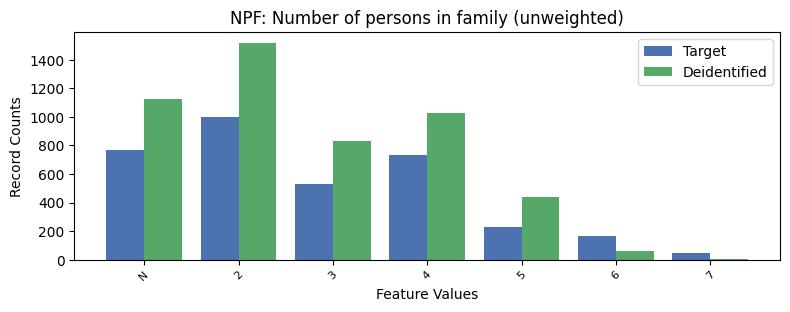 NPF: Number of persons in family (unweighted)
Target
Deidentified
Record Counts
1400
1200
1000
800
600
400
200
0
N
2
3
4
5
6
7
Feature Values